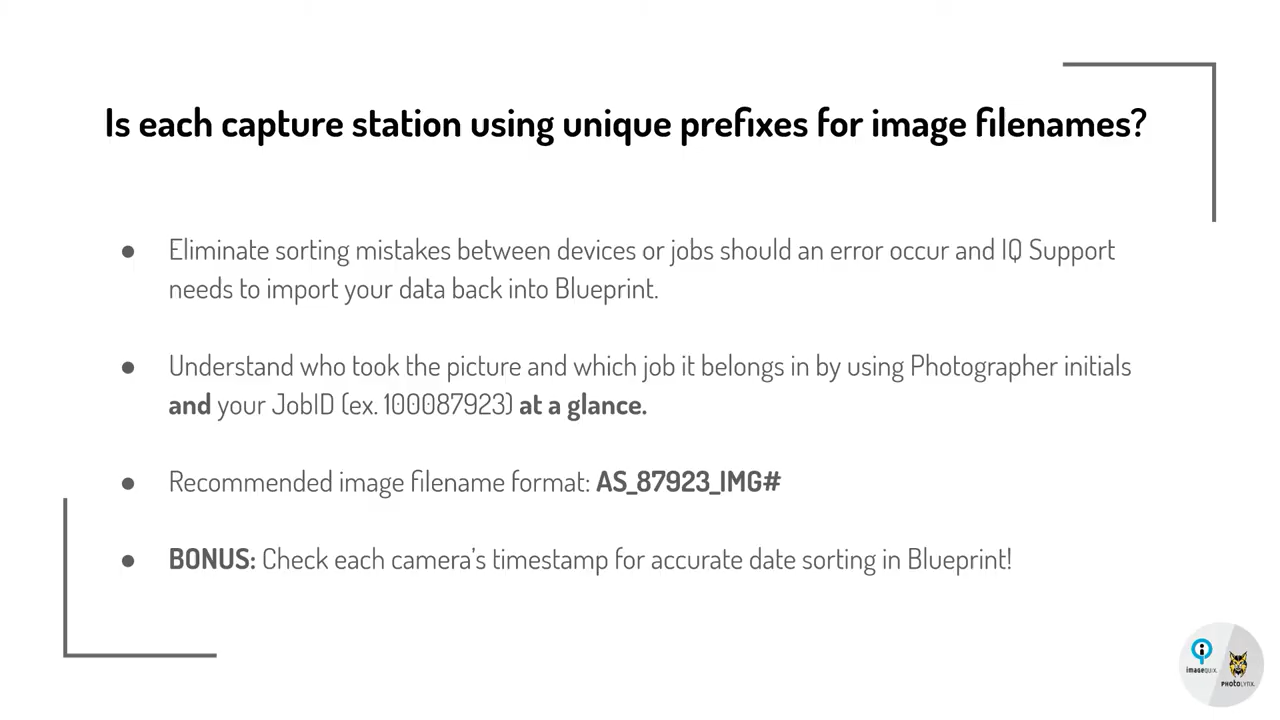 Is each capture station using unique prefixes for image filenames?
● Eliminate sorting mistakes between devices or jobs should an error occur and IQ Support
needs to import your data back into Blueprint.
● Understand who took the picture and which job it belongs in by using Photographer initials
and your JobID (ex. 100087923) at a glance.
● Recommended image filename format: AS_87923_IMG#
● BONUS: Check each camera's timestamp for accurate date sorting in Blueprint!
imagequix.
PHOTOLYNX.